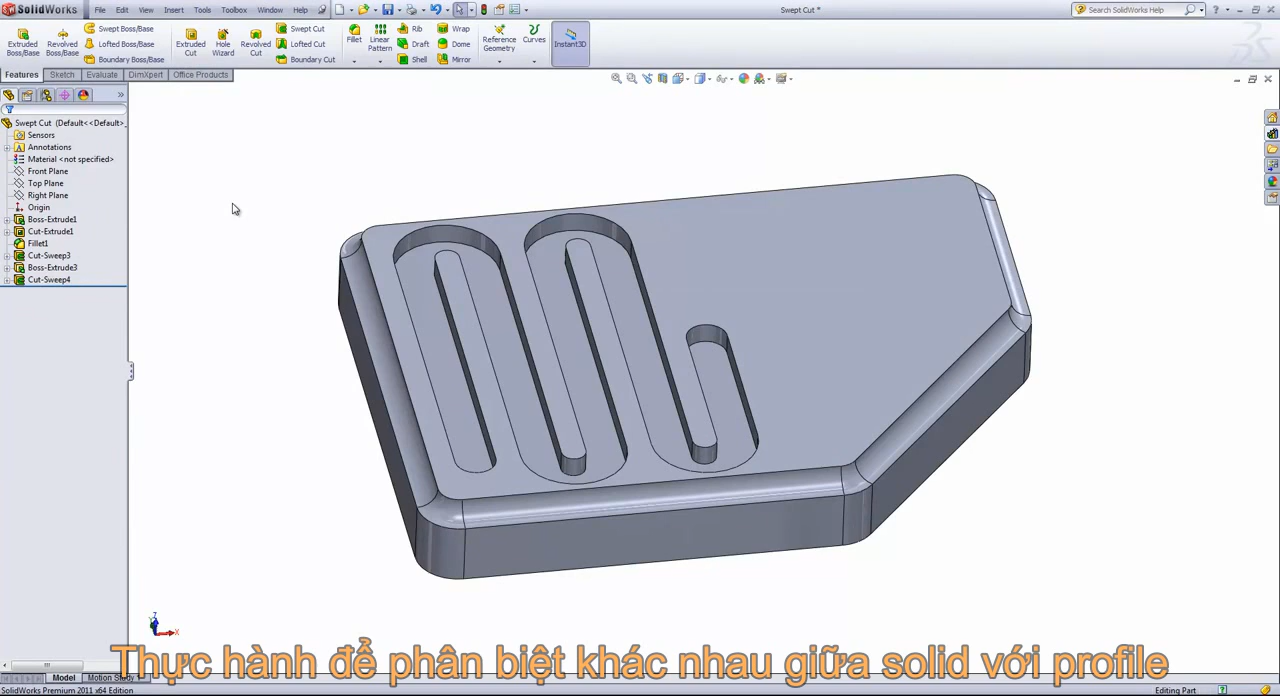 SolidWorks File Edit View Insert Tools Toolbox Window Help Swept Cut * Search SolidWorks Help
Extruded Boss/Base
Revolved Boss/Base
Swept Boss/Base
Lofted Boss/Base
Boundary Boss/Base
Extruded Cut
Hole Wizard
Revolved Cut
Swept Cut
Lofted Cut
Boundary Cut
Fillet
Linear Pattern
Rib
Draft
Shell
Wrap
Dome
Mirror
Reference Geometry
Curves
Instant3D
Features Sketch Evaluate DimXpert Office Products
Swept Cut (Default<<Default>_
Sensors
Annotations
Material <not specified>
Front Plane
Top Plane
Right Plane
Origin
Boss-Extrude1
Cut-Extrude1
Fillet1
Cut-Sweep3
Boss-Extrude3
Cut-Sweep4
Z
Y
X
Thực hành để phân biệt khác nhau giữa solid với profile
Model Motion Study
SolidWorks Premium 2011 x64 Edition Editing Part